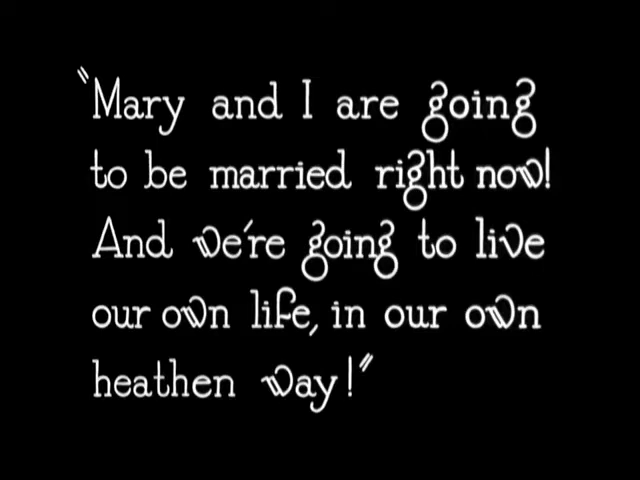 "Mary and I are going
to be married right now!
And we're going to live
our own life, in our own
heathen way!"